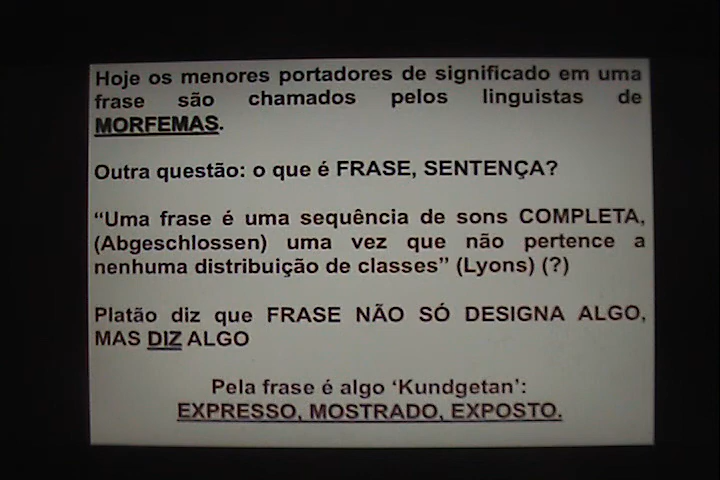 Hoje os menores portadores de significado em uma
frase são chamados pelos linguistas de
MORFEMAS.
Outra questão: o que é FRASE, SENTENÇA?
“Uma frase é uma sequência de sons COMPLETA,
(Abgeschlossen) uma vez que não pertence a
nenhuma distribuição de classes” (Lyons) (?)
Platão diz que FRASE NÃO SÓ DESIGNA ALGO,
MAS DIZ ALGO
Pela frase é algo ‘Kundgetan’:
EXPRESSO, MOSTRADO, EXPOSTO.